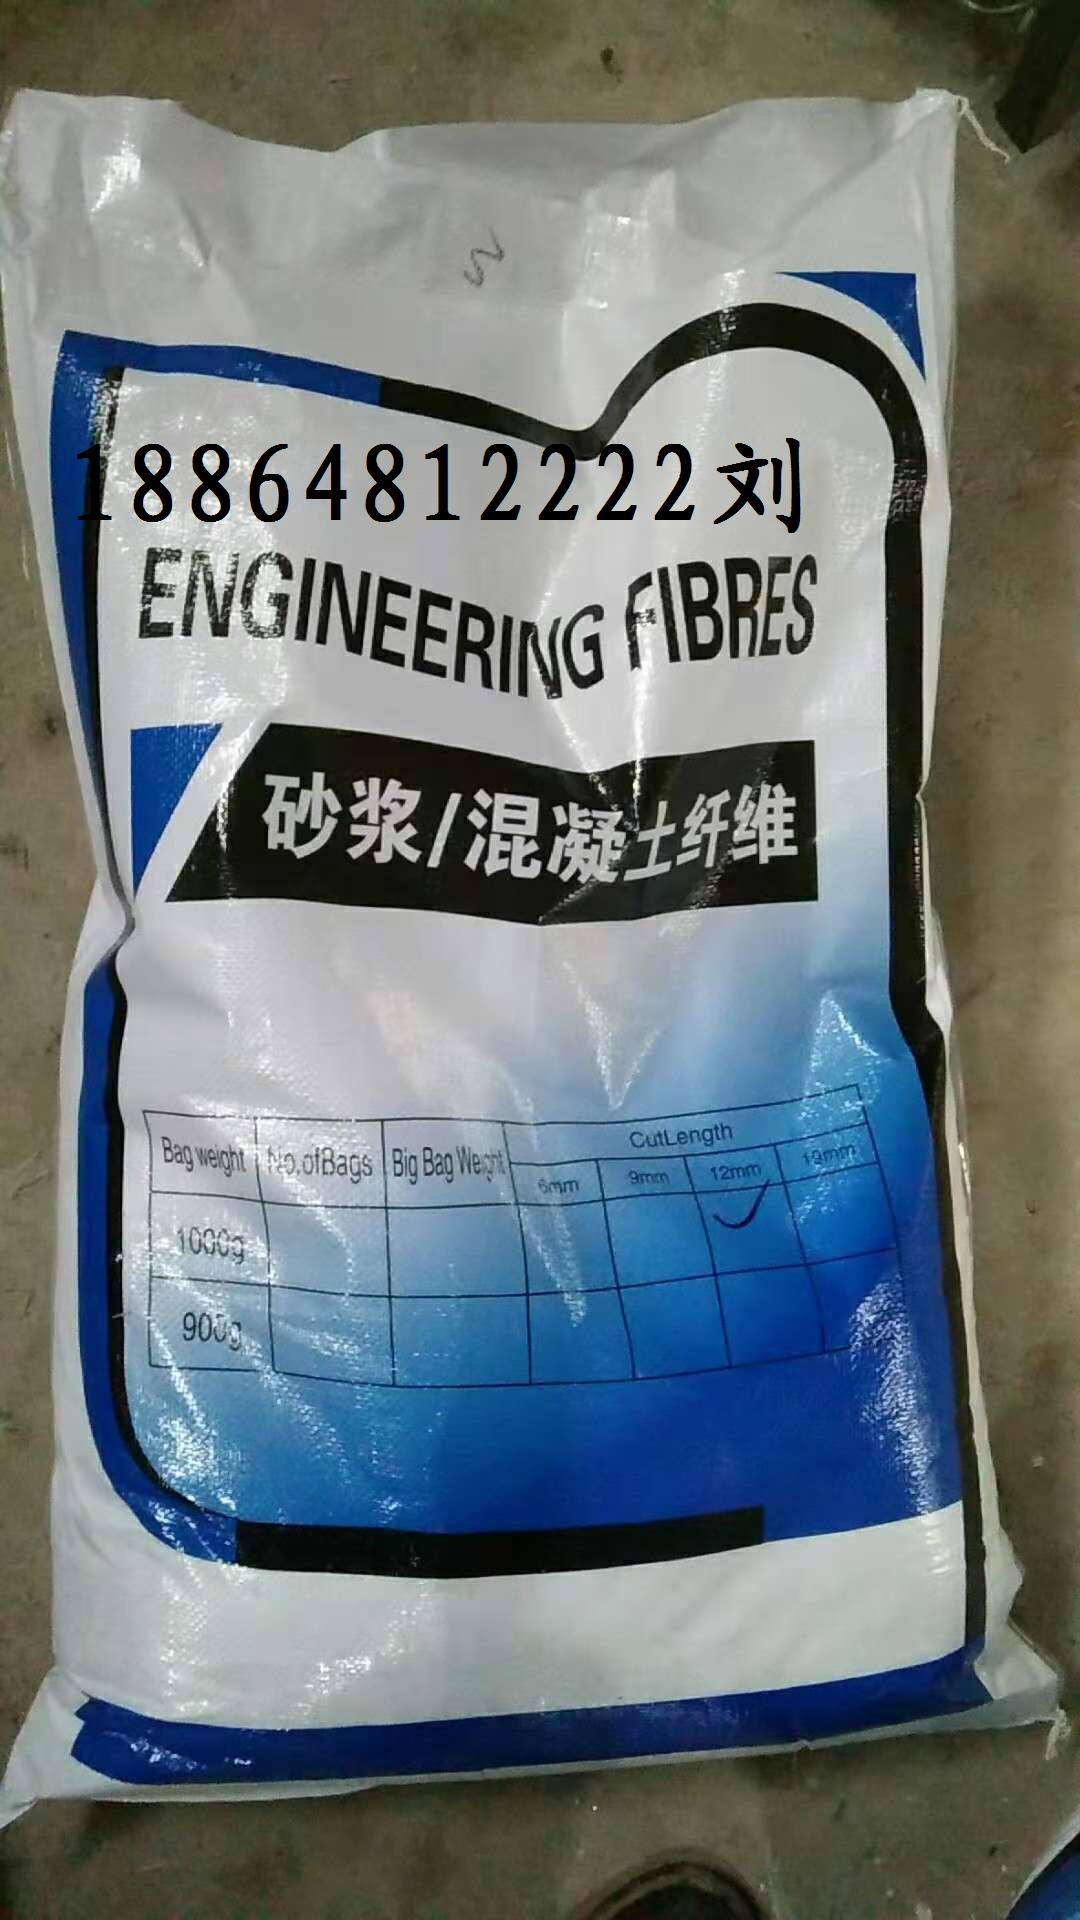 18864812222刘
ENGINEERING FIBRES
砂浆/混凝土纤维
Bag weight No.ofBags Big Bag Weight CutLength
6mm 9mm 12mm 19mm
1000g
900g